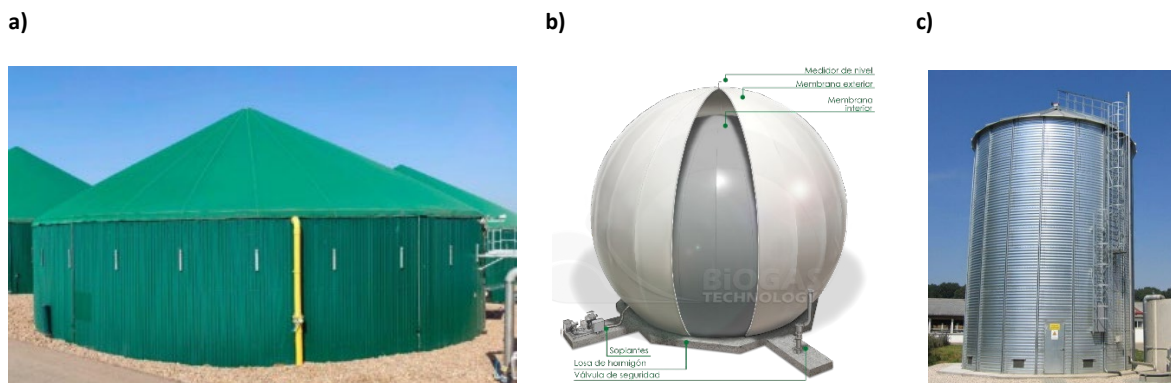 a)
b)
c)
Medidor de nivel
Membrana exterior
Membrana
interior
BIOGAS
TECHNOLOGY
Soplantes
Losa de hormigón
Válvula de seguridad